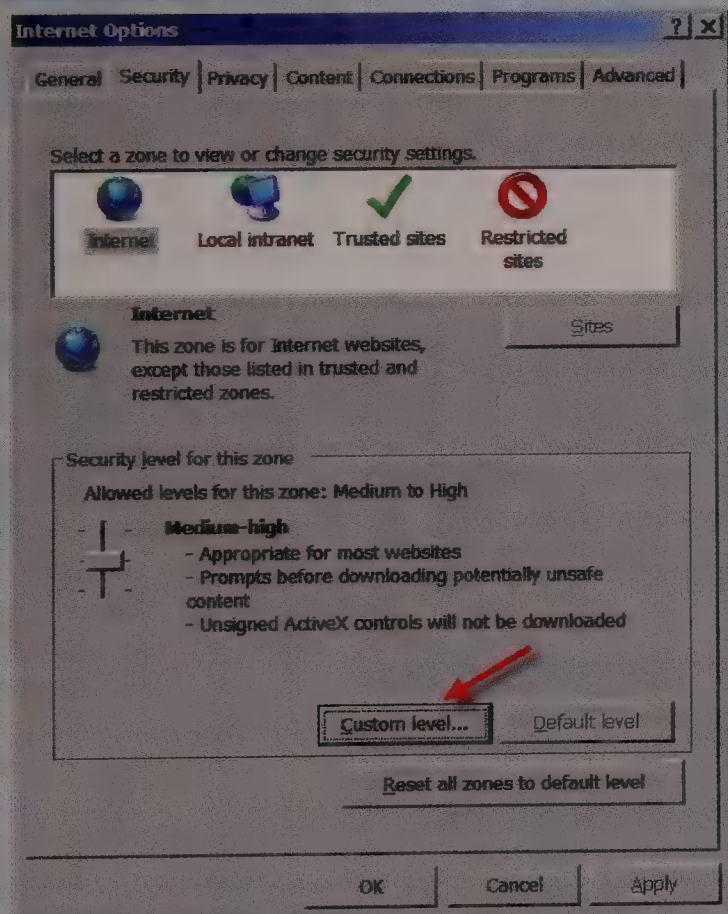 Internet Options
? X
General Security Privacy Content Connections Programs Advanced
Select a zone to view or change security settings.
Internet Local intranet Trusted sites Restricted
sites
Internet
Sites
This zone is for Internet websites,
except those listed in trusted and
restricted zones.
Security level for this zone
Allowed levels for this zone: Medium to High
Medium-high
- Appropriate for most websites
- Prompts before downloading potentially unsafe
content
- Unsigned ActiveX controls will not be downloaded
Custom level... Default level
Reset all zones to default level
OK Cancel Apply